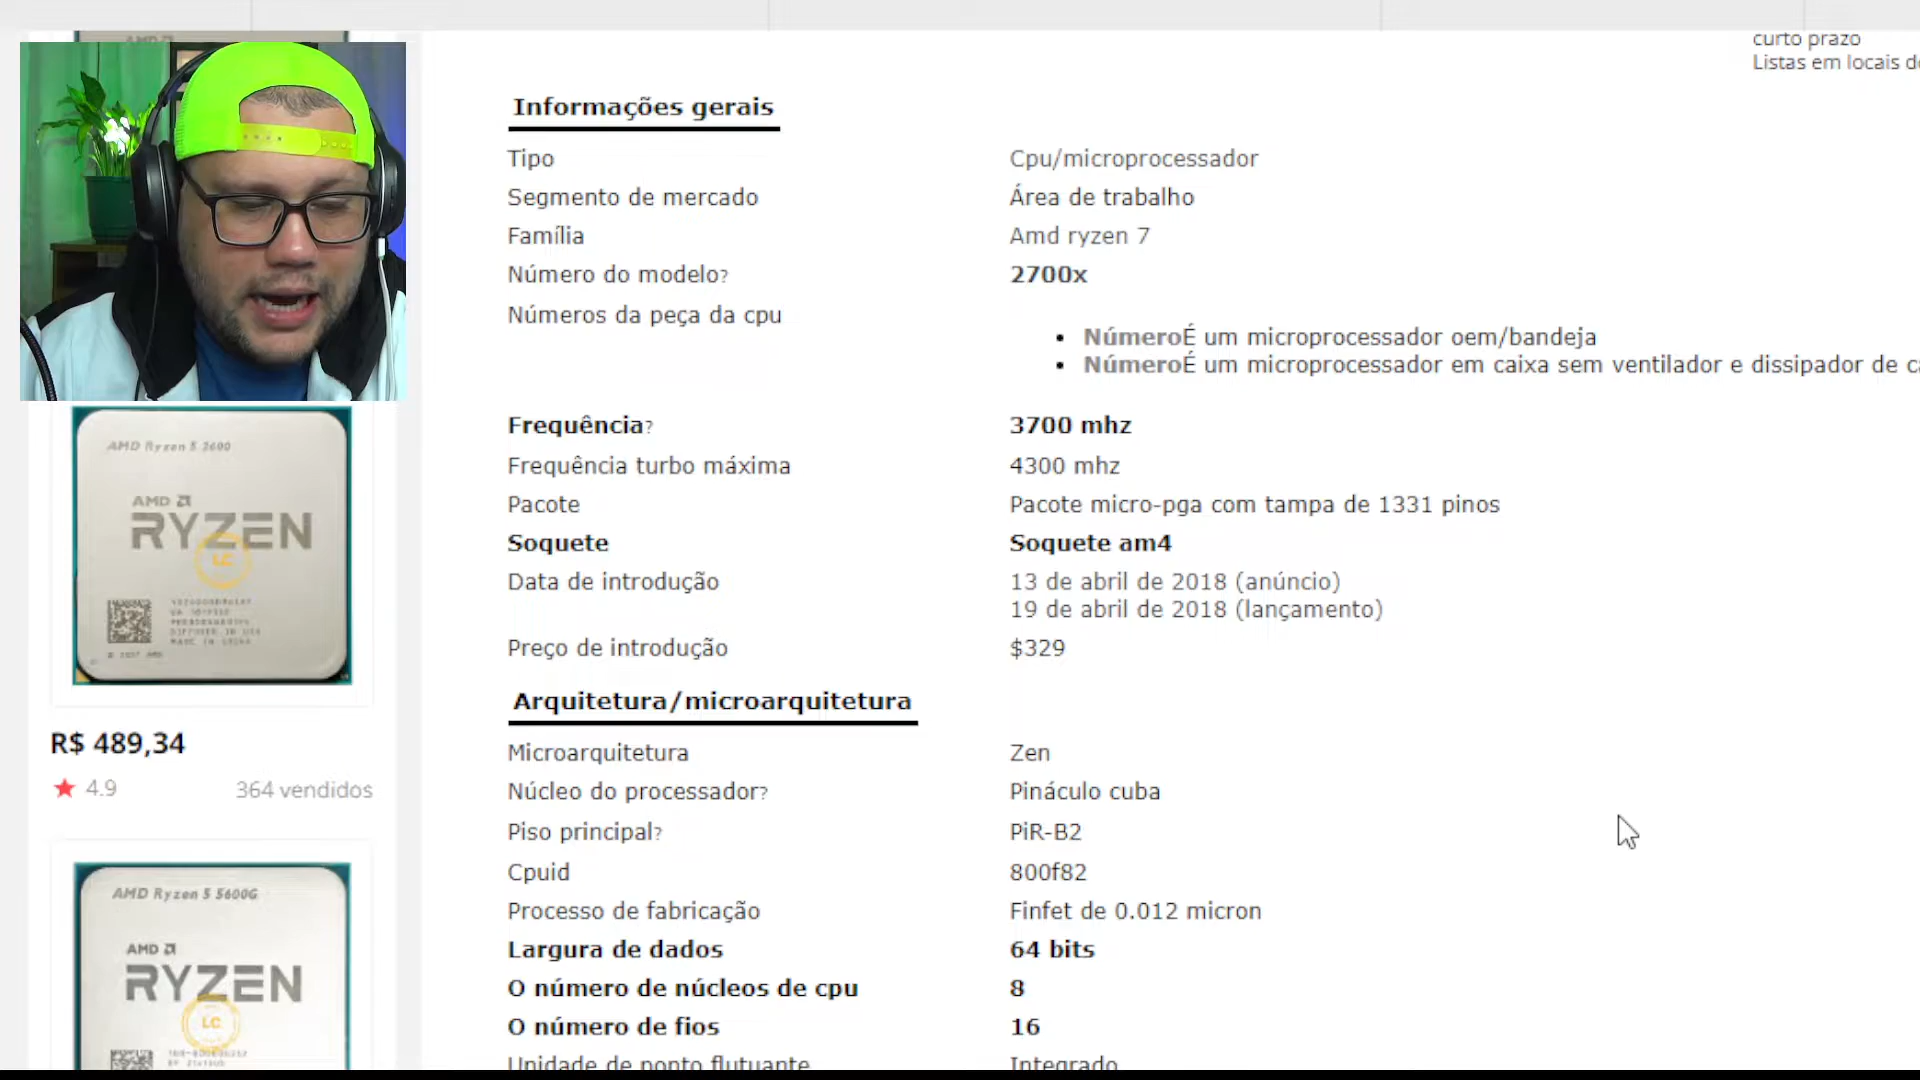 curto prazo
Listas em locais d
Informações gerais
Tipo Cpu/microprocessador
Segmento de mercado Área de trabalho
Família Amd ryzen 7
Número do modelo? 2700x
Números da peça da cpu
• NúmeroÉ um microprocessador oem/bandeja
• NúmeroÉ um microprocessador em caixa sem ventilador e dissipador de ca
Frequência? 3700 mhz
Frequência turbo máxima 4300 mhz
Pacote Pacote micro-pga com tampa de 1331 pinos
Soquete Soquete am4
Data de introdução 13 de abril de 2018 (anúncio)
19 de abril de 2018 (lançamento)
Preço de introdução $329
Arquitetura/microarquitetura
Microarquitetura Zen
Núcleo do processador? Pináculo cuba
Piso principal? PiR-B2
Cpuid 800f82
Processo de fabricação Finfet de 0.012 micron
Largura de dados 64 bits
O número de núcleos de cpu 8
O número de fios 16
Unidade de ponto flutuante Integrado
AMD Ryzen 5 2600
AMD
RYZEN
LC
R$ 489,34
4.9 364 vendidos
AMD Ryzen 5 5600G
AMD
RYZEN
LC